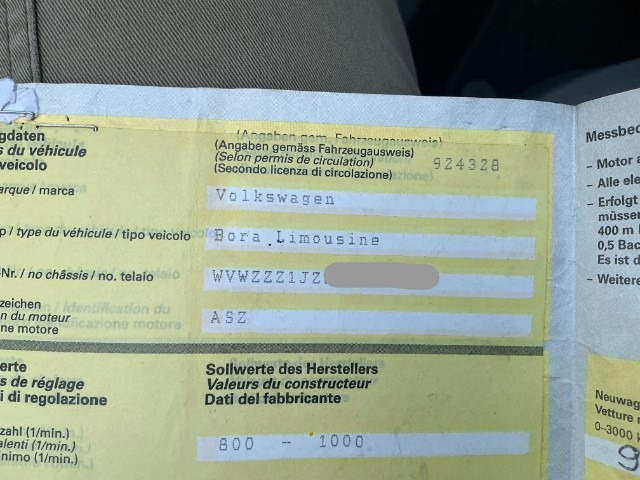 gdaten
s du véhicule
veicolo
(Angaben gemäss Fahrzeugausweis)
(Selon permis de circulation)
(Secondo licenza di circolazione)
924328
arque / marca
Volkswagen
p / type du véhicule / tipo veicolo
Bora Limousine
-Nr. / no châssis / no. telaio
WVWZZZ1JZ
zeichen
n du moteur
ne motore
ASZ
erte
s de réglage
i di regolazione
Sollwerte des Herstellers
Valeurs du constructeur
Dati del fabbricante
zahl (1/min.)
alenti (1/min.)
inimo (1/min.)
800 - 1000
Messbed
– Motor a
– Alle ele
– Erfolgt
müssen
400 m
0,5 Bac
Es ist d
– Weitere
Neuwag
Vetture n
0–3000 k